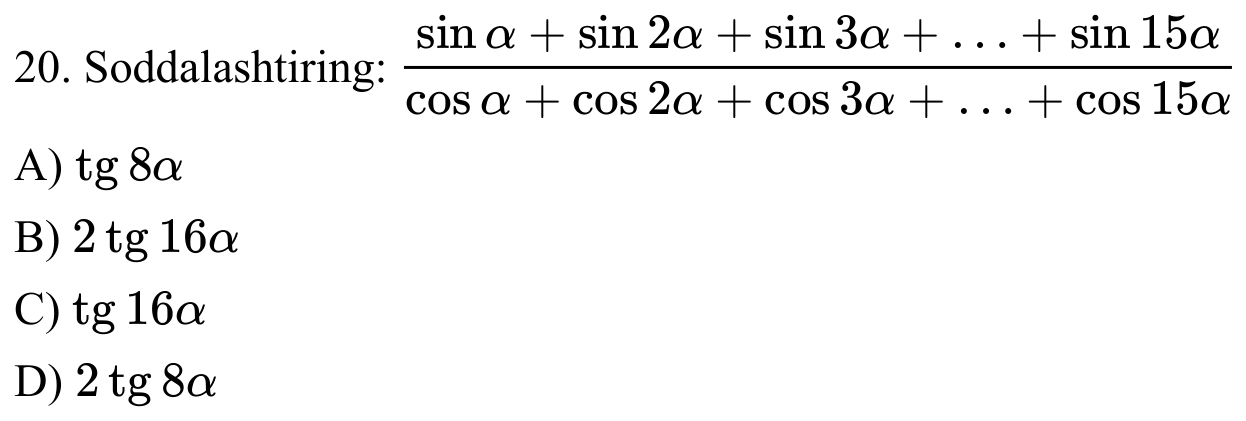 20. Soddalashtiring: \frac{\sin α + \sin 2α + \sin 3α + ... + \sin 15α}{\cos α + \cos 2α + \cos 3α + ... + \cos 15α}
A) tg 8α
B) 2 tg 16α
C) tg 16α
D) 2 tg 8α